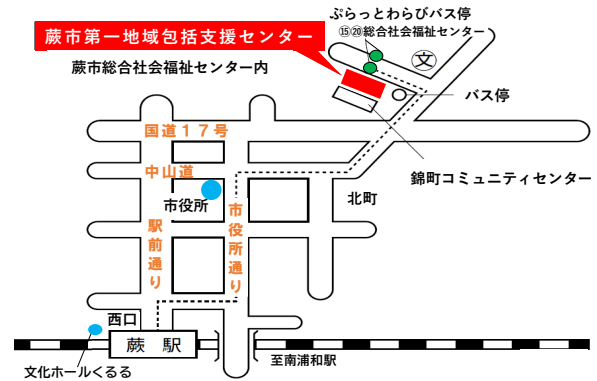 ぷらっとわらびバス停
⑮⑳総合社会福祉センター
蕨市第一地域包括支援センター
蕨市総合社会福祉センター内
文
バス停
国道１７号
中山道
錦町コミュニティセンター
市役所
北町
市役所通り
駅前通り
西口
蕨 駅
至南浦和駅
文化ホールくるる